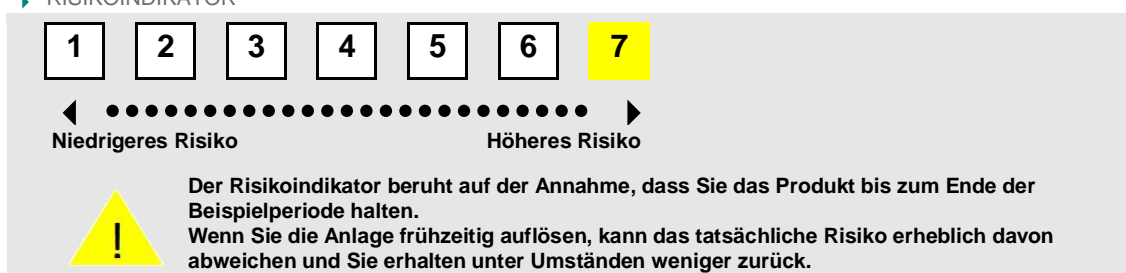 RISIKOINDIKATOR
1 2 3 4 5 6 7
Niedrigeres Risiko Höheres Risiko
Der Risikoindikator beruht auf der Annahme, dass Sie das Produkt bis zum Ende der
Beispielperiode halten.
! Wenn Sie die Anlage frühzeitig auflösen, kann das tatsächliche Risiko erheblich davon
abweichen und Sie erhalten unter Umständen weniger zurück.